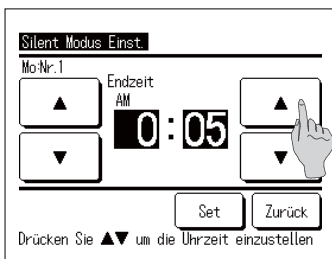 Silent Modus Einst.
Mo:Nr.1
Endzeit
AM
▲ 0:05 ▲
▼ ▼
Set Zurück
Drücken Sie ▲▼ um die Uhrzeit einzustellen